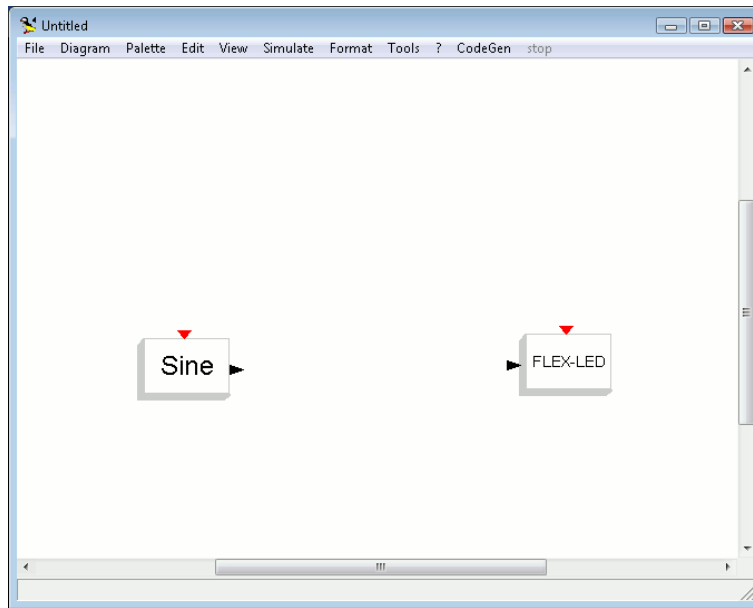 Untitled
File Diagram Palette Edit View Simulate Format Tools ? CodeGen stop
Sine
FLEX-LED